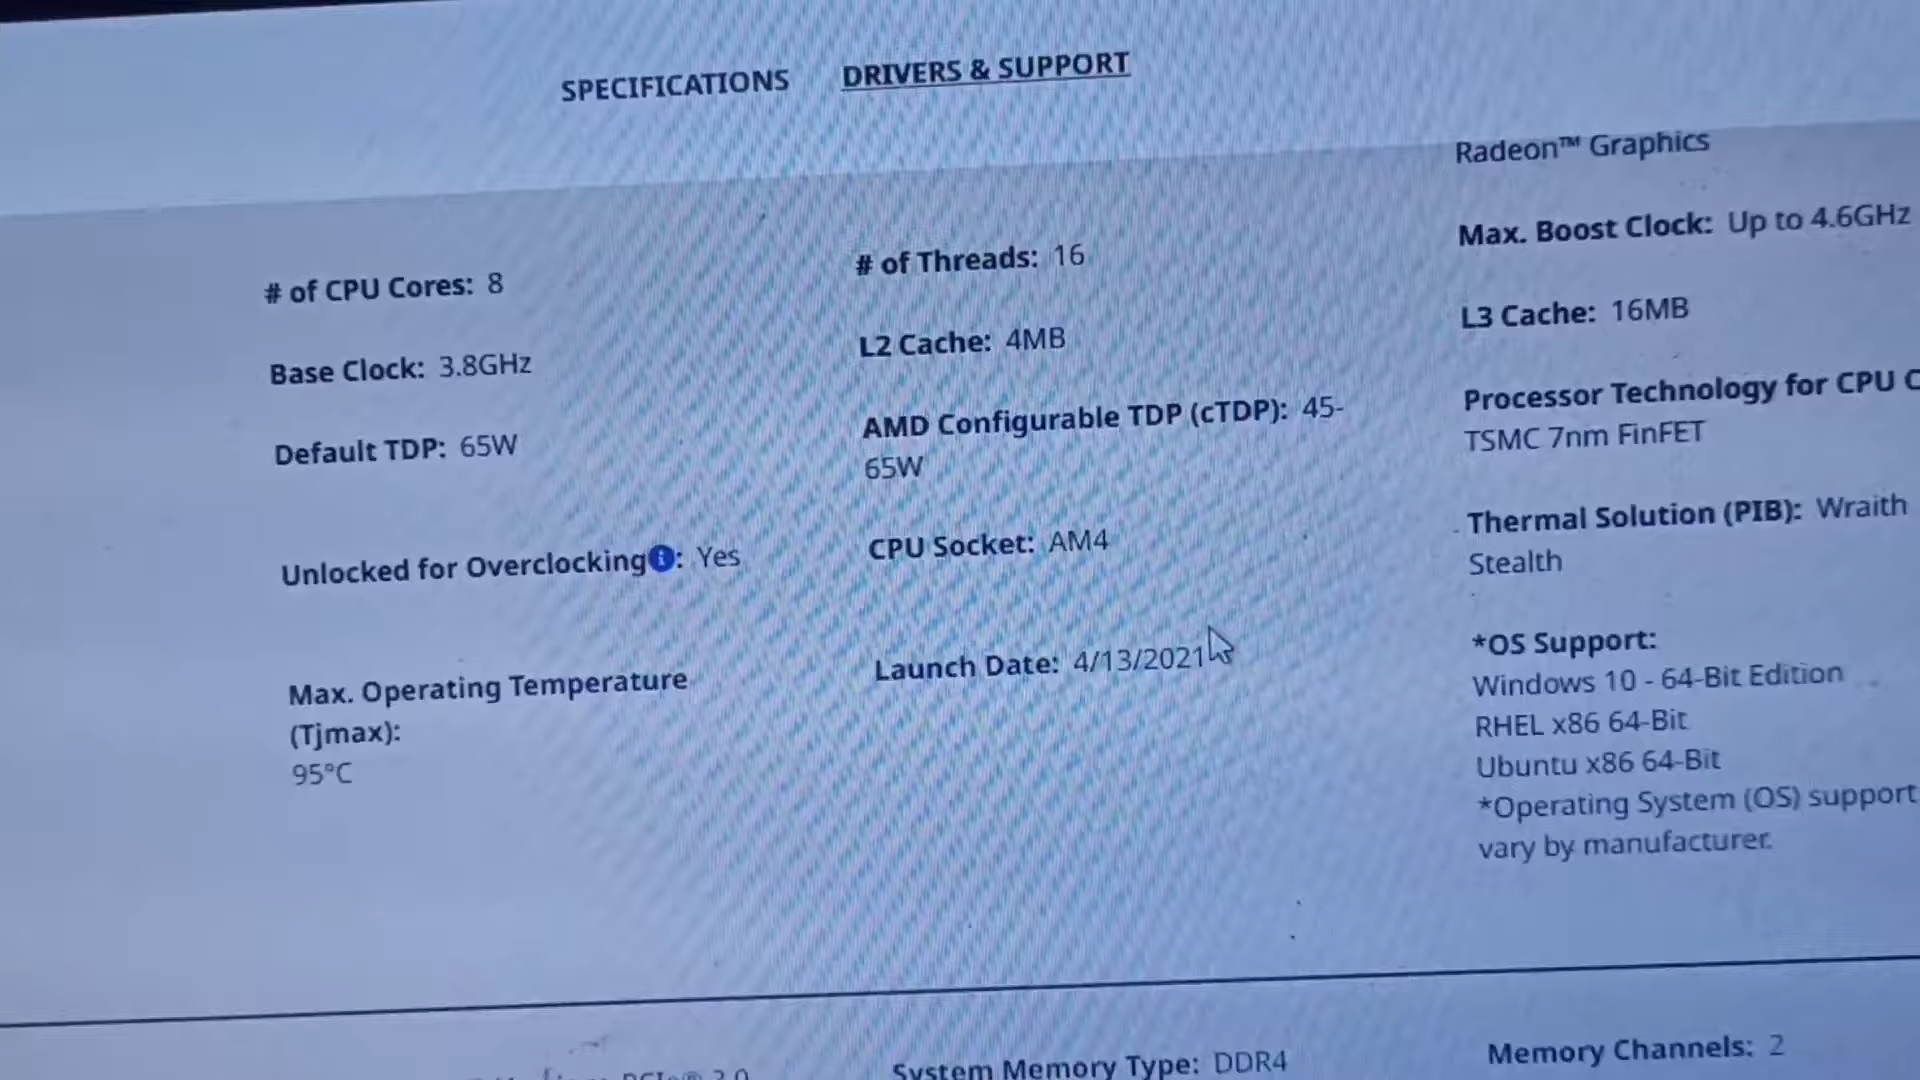 SPECIFICATIONS DRIVERS & SUPPORT
Radeon™ Graphics
# of CPU Cores: 8
# of Threads: 16
Max. Boost Clock: Up to 4.6GHz
Base Clock: 3.8GHz
L2 Cache: 4MB
L3 Cache: 16MB
Default TDP: 65W
AMD Configurable TDP (cTDP): 45-
65W
Processor Technology for CPU
TSMC 7nm FinFET
Unlocked for Overclocking: Yes
CPU Socket: AM4
Thermal Solution (PIB): Wraith
Stealth
Max. Operating Temperature
(Tjmax):
95°C
Launch Date: 4/13/2021
*OS Support:
Windows 10 - 64-Bit Edition
RHEL x86 64-Bit
Ubuntu x86 64-Bit
*Operating System (OS) support
vary by manufacturer.
System Memory Type: DDR4
Memory Channels: 2